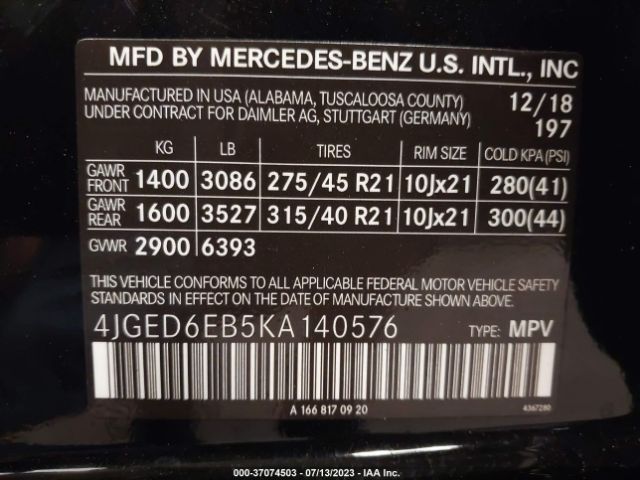 MFD BY MERCEDES-BENZ U.S. INTL., INC
MANUFACTURED IN USA (ALABAMA, TUSCALOOSA COUNTY) 12/18
UNDER CONTRACT FOR DAIMLER AG, STUTTGART (GERMANY) 197
KG LB TIRES RIM SIZE COLD KPA (PSI)
GAWR FRONT 1400 3086 275/45 R21 10Jx21 280(41)
GAWR REAR 1600 3527 315/40 R21 10Jx21 300(44)
GVWR 2900 6393
THIS VEHICLE CONFORMS TO ALL APPLICABLE FEDERAL MOTOR VEHICLE SAFETY
STANDARDS IN EFFECT ON THE DATE OF MANUFACTURE SHOWN ABOVE.
4JGED6EB5KA140576 TYPE: MPV
A 166 817 09 20 4367280
000-37074503 - 07/13/2023 - IAA Inc.